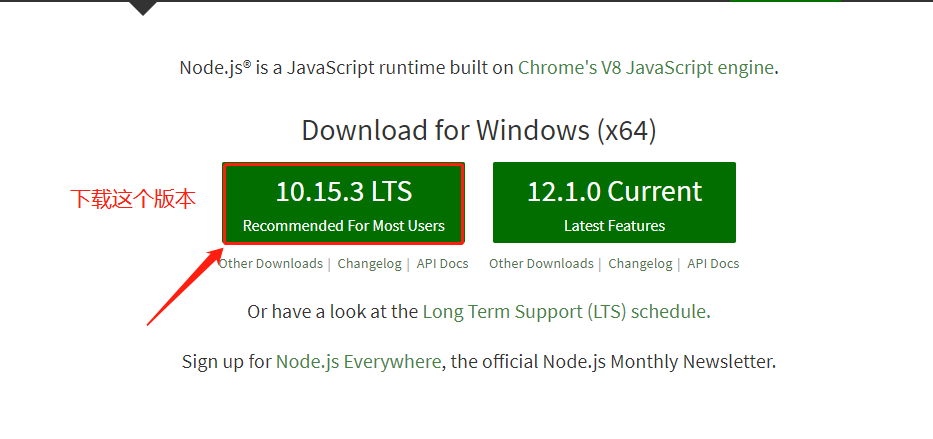 Node.js® is a JavaScript runtime built on Chrome's V8 JavaScript engine.
Download for Windows (x64)
下载这个版本
10.15.3 LTS
Recommended For Most Users
12.1.0 Current
Latest Features
Other Downloads | Changelog | API Docs
Other Downloads | Changelog | API Docs
Or have a look at the Long Term Support (LTS) schedule.
Sign up for Node.js Everywhere, the official Node.js Monthly Newsletter.